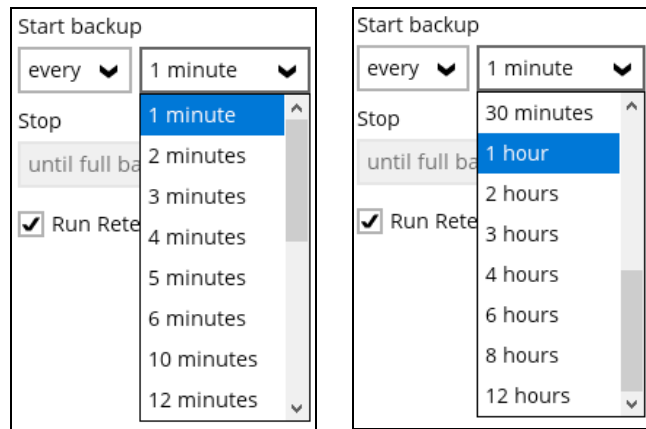 Start backup
every 1 minute
1 minute
Stop
2 minutes
until full ba
3 minutes
Run Rete
4 minutes
5 minutes
6 minutes
10 minutes
12 minutes
Start backup
every 1 minute
30 minutes
Stop
1 hour
until full ba
2 hours
Run Rete
3 hours
4 hours
6 hours
8 hours
12 hours